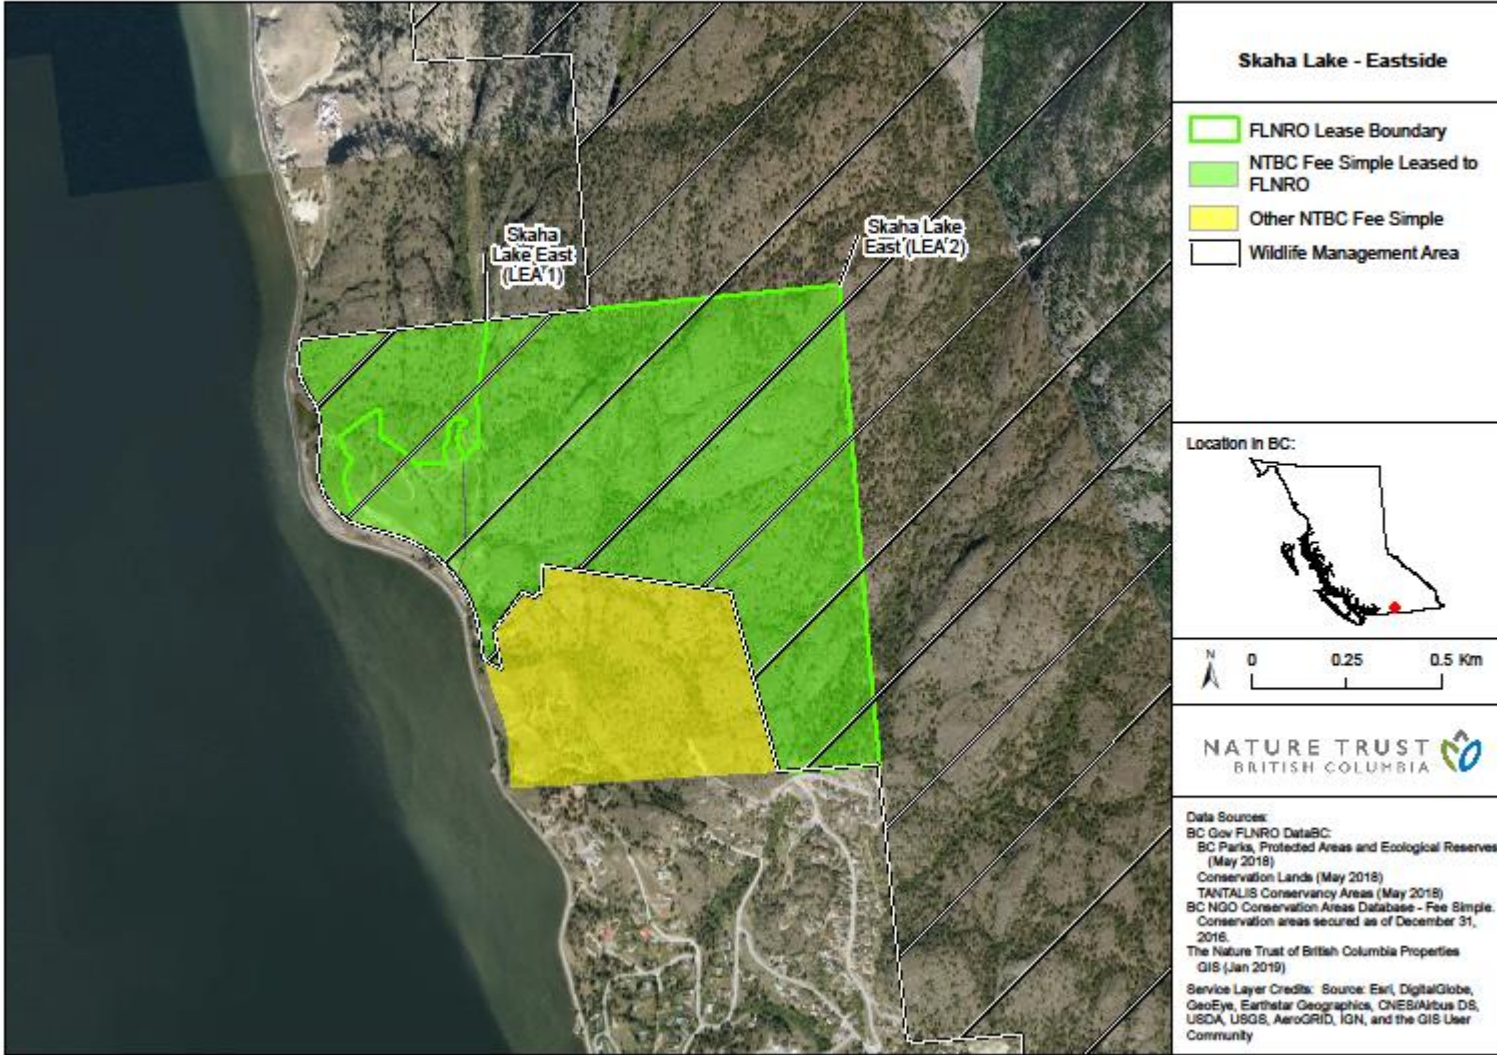 Skaha Lake - Eastside
FLNRO Lease Boundary
NTBC Fee Simple Leased to
FLNRO
Other NTBC Fee Simple
Wildlife Management Area
Skaha
Lake East
(LEA 1)
Skaha Lake
East (LEA 2)
Location in BC:
N
0 0.25 0.5 Km
NATURE TRUST
BRITISH COLUMBIA
Data Sources:
BC Gov FLNRO DataBC:
BC Parks, Protected Areas and Ecological Reserves
(May 2018)
Conservation Lands (May 2018)
TANTALIS Conservancy Areas (May 2018)
BC NGO Conservation Areas Database - Fee Simple.
Conservation areas secured as of December 31,
2016.
The Nature Trust of British Columbia Properties
GIS (Jan 2019)
Service Layer Credits: Source: Esri, DigitalGlobe,
GeoEye, Earthstar Geographics, CNES/Airbus DS,
USDA, USGS, AeroGRID, IGN, and the GIS User
Community